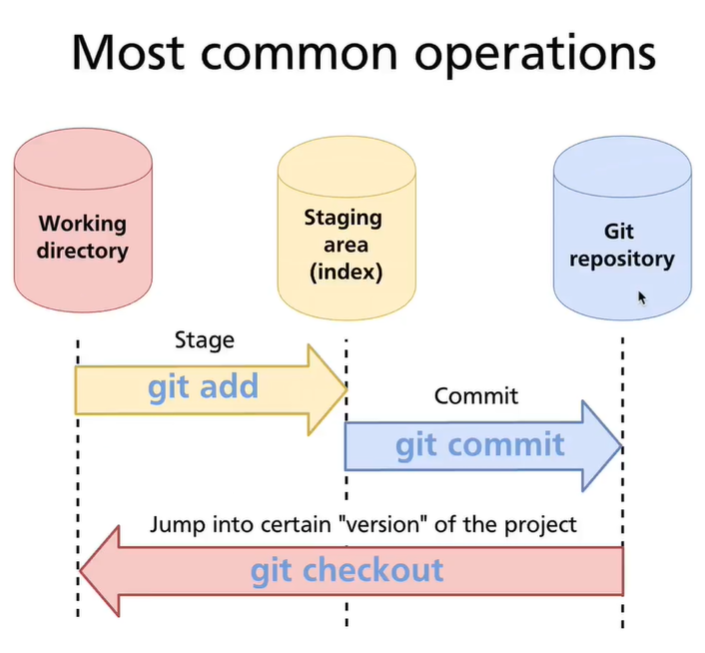 Most common operations
Working
directory
Staging
area
(index)
Git
repository
Stage
git add
Commit
git commit
Jump into certain "version" of the project
git checkout